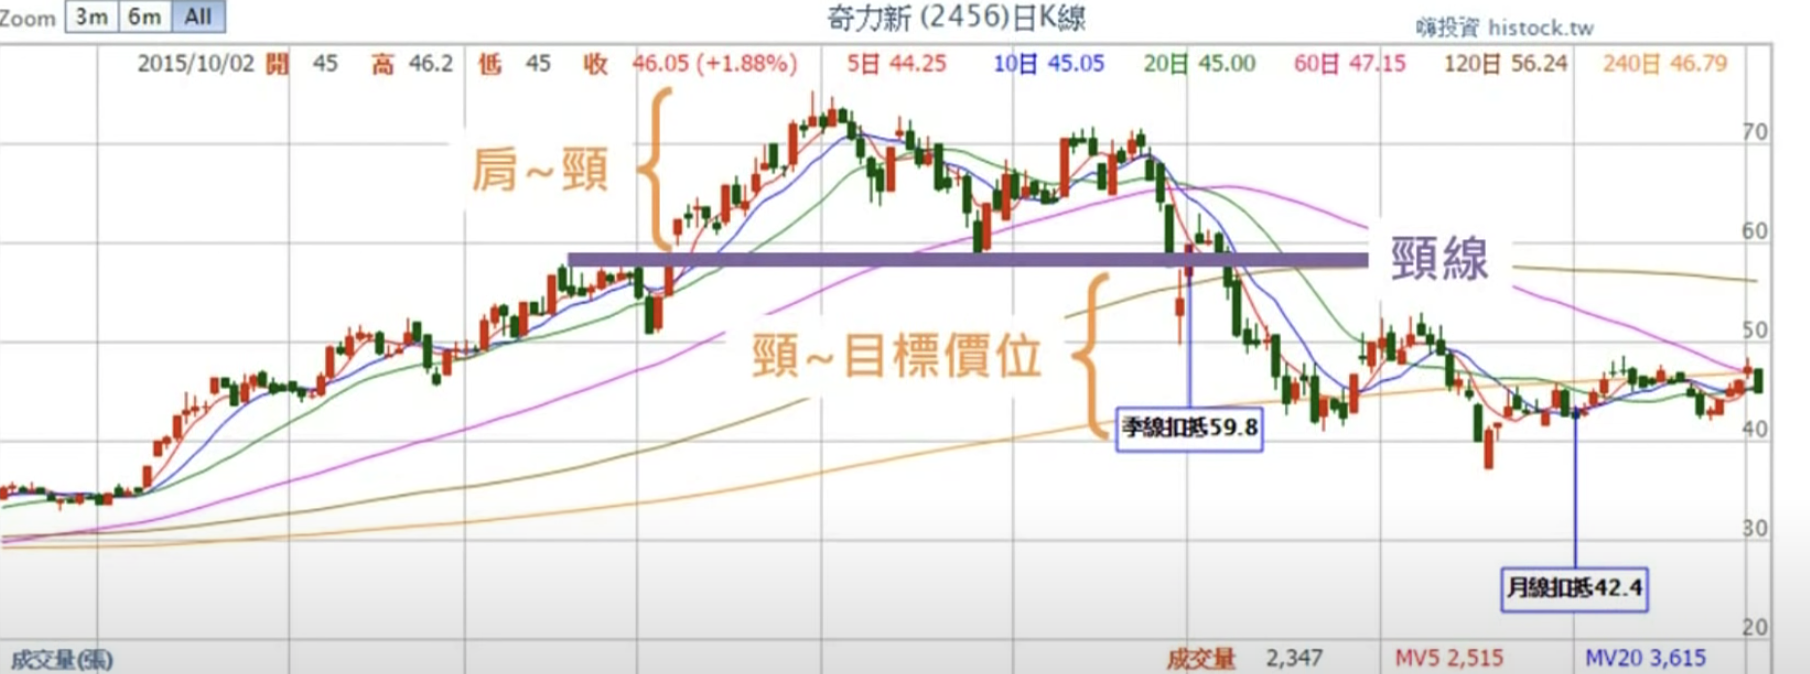 Zoom 3m 6m All
奇力新 (2456)日K線
嗨投資 histock.tw
2015/10/02 開 45 高 46.2 低 45 收 46.05 (+1.88%) 5日 44.25 10日 45.05 20日 45.00 60日 47.15 120日 56.24 240日 46.79
70
肩~頸
60
頸線
50
頸~目標價位
季線扣抵59.8
40
30
月線扣抵42.4
20
成交量(張) 成交量 2,347 MV5 2,515 MV20 3,615